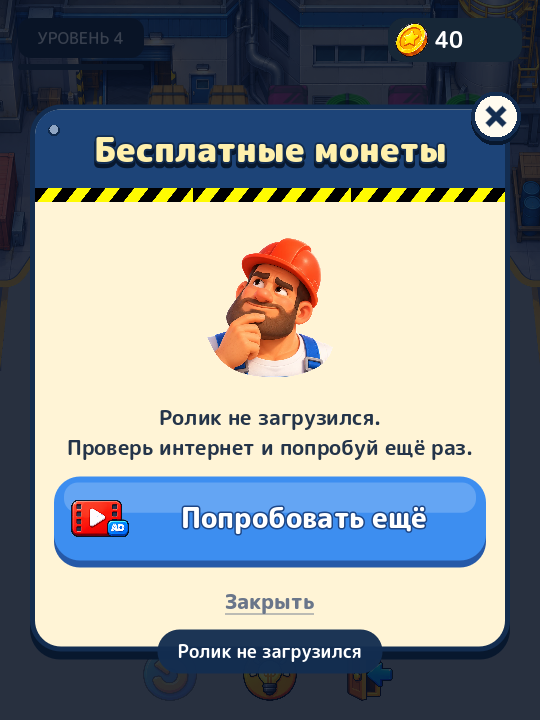 УРОВЕНЬ 4
40
Бесплатные монеты
Ролик не загрузился.
Проверь интернет и попробуй ещё раз.
AD
Попробовать ещё
Закрыть
Ролик не загрузился